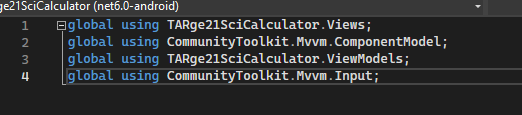 ge21SciCalculator (net6.0-android)
1 global using TARge21SciCalculator.Views;
2 global using CommunityToolkit.Mvvm.ComponentModel;
3 global using TARge21SciCalculator.ViewModels;
4 global using CommunityToolkit.Mvvm.Input;